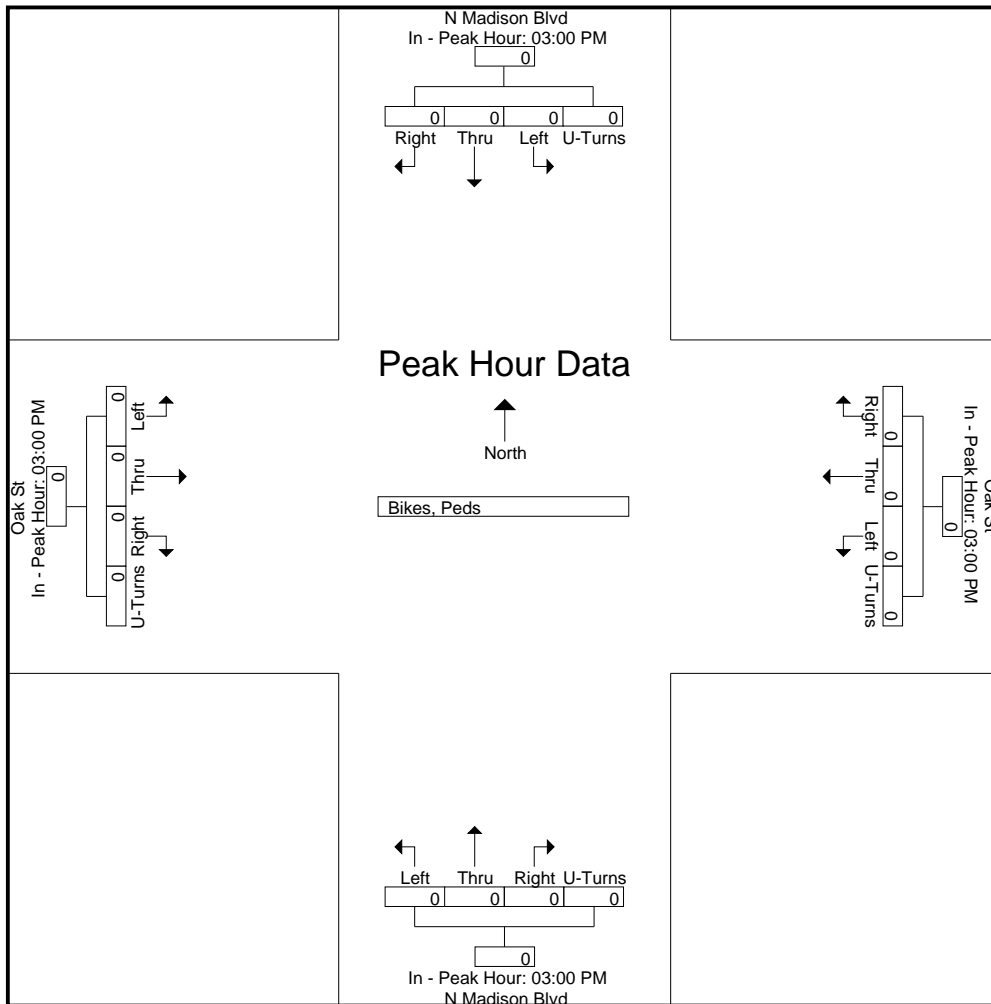 N Madison Blvd
In - Peak Hour: 03:00 PM
0
0 0 0 0
Right Thru Left U-Turns
Peak Hour Data
North
Bikes, Peds
Oak St
In - Peak Hour: 03:00 PM
0
0 0 0 0
Left Thru Right U-Turns
Oak St
In - Peak Hour: 03:00 PM
0
0 0 0 0
Right Thru Left U-Turns
Left Thru Right U-Turns
0 0 0 0
0
In - Peak Hour: 03:00 PM
N Madison Blvd